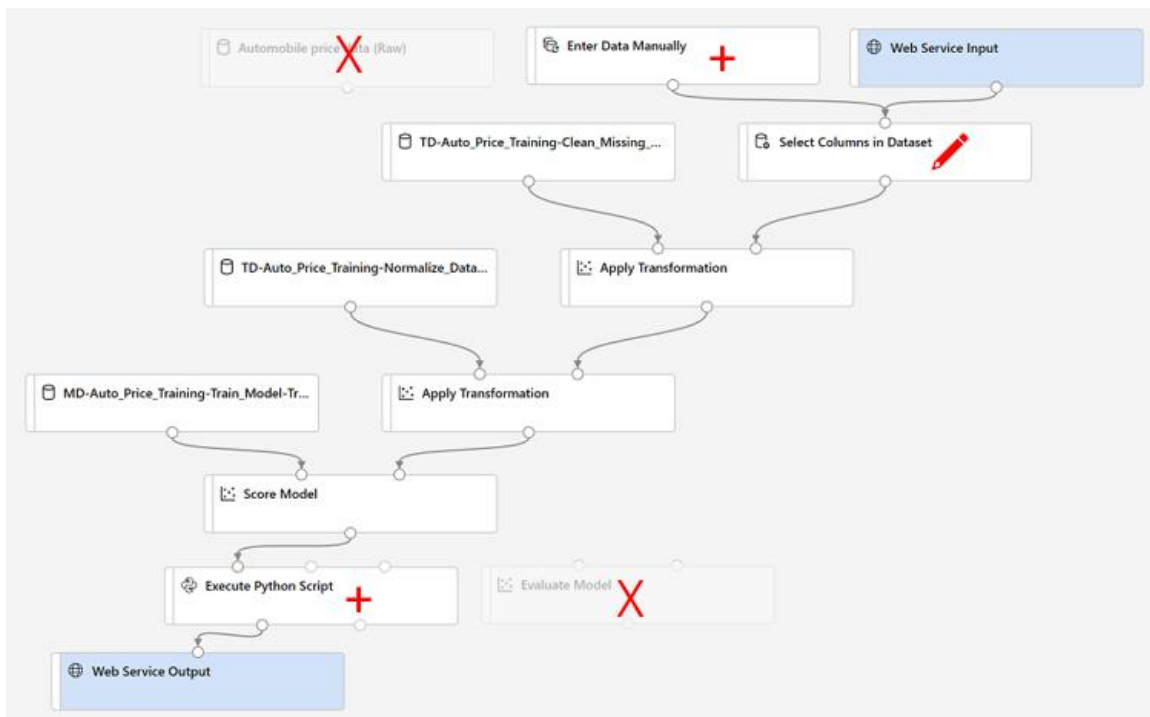 Automobile price data (Raw)
Enter Data Manually
Web Service Input
TD-Auto_Price_Training-Clean_Missing_...
Select Columns in Dataset
TD-Auto_Price_Training-Normalize_Data...
Apply Transformation
MD-Auto_Price_Training-Train_Model-Tr...
Apply Transformation
Score Model
Execute Python Script
Evaluate Model
Web Service Output